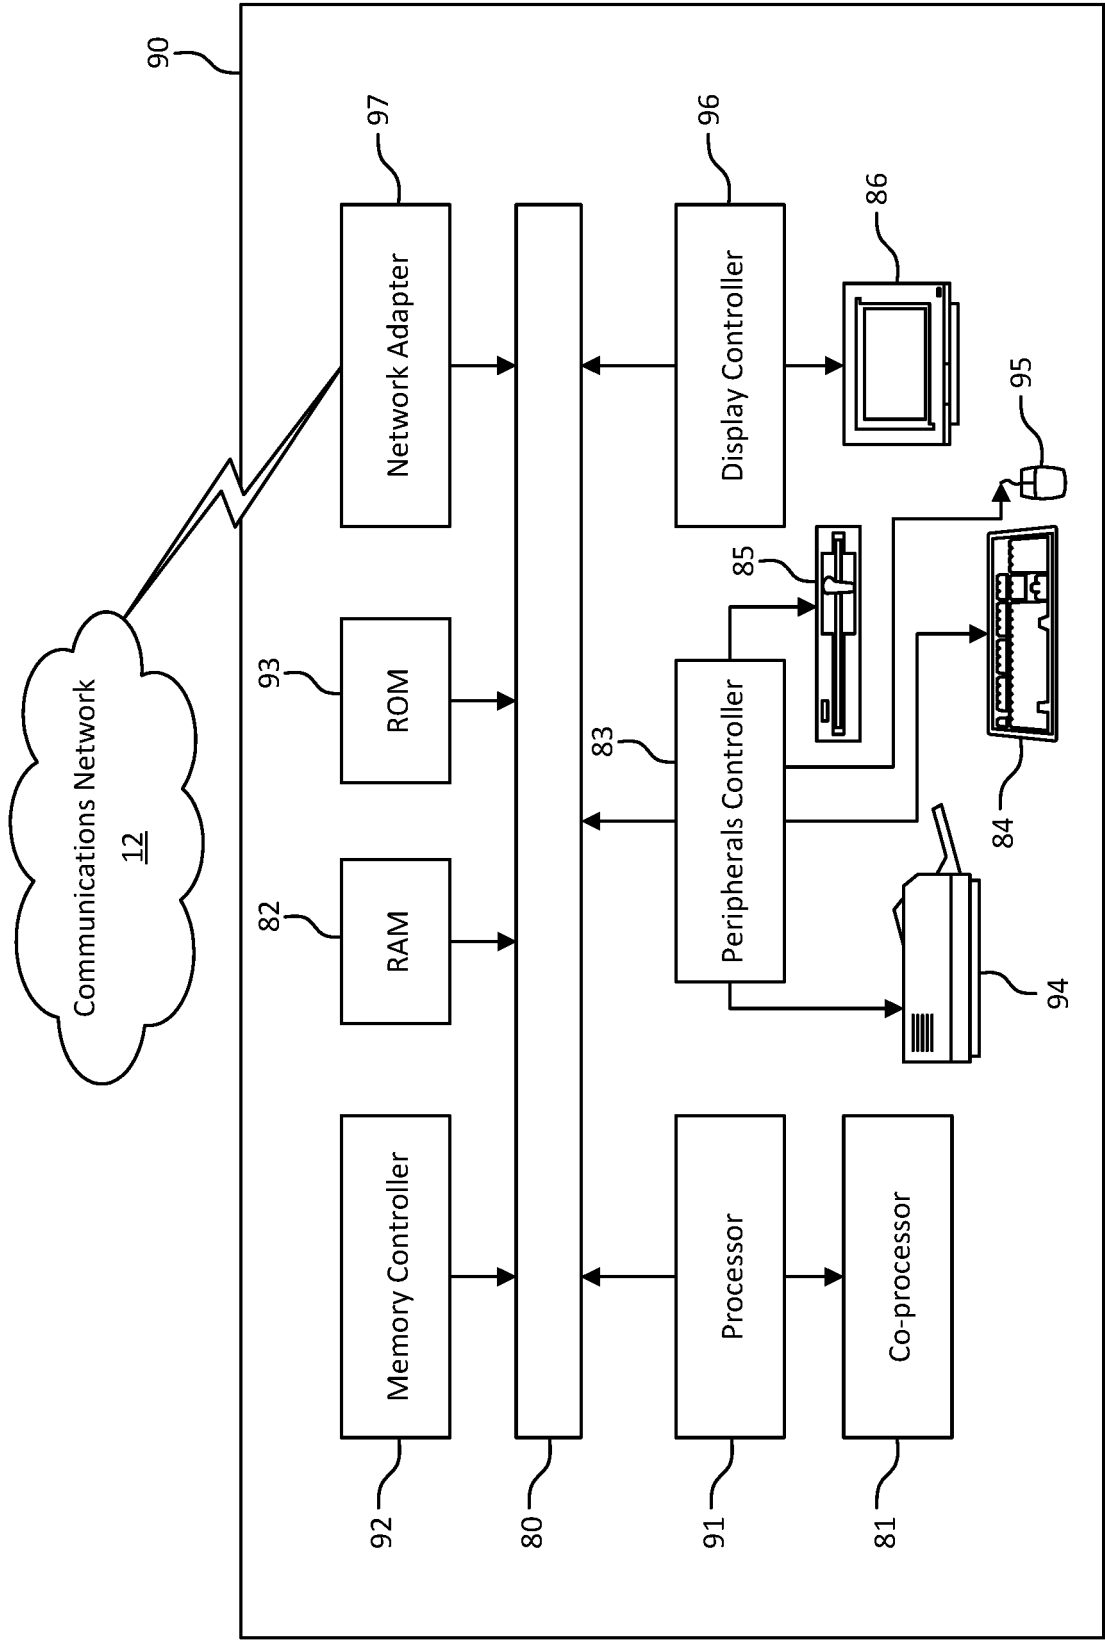 Communications Network
12
90
Memory Controller
92
RAM
82
ROM
93
Network Adapter
97
80
Processor
91
Peripherals Controller
83
Display Controller
96
Co-processor
81
94
84
85
95
86